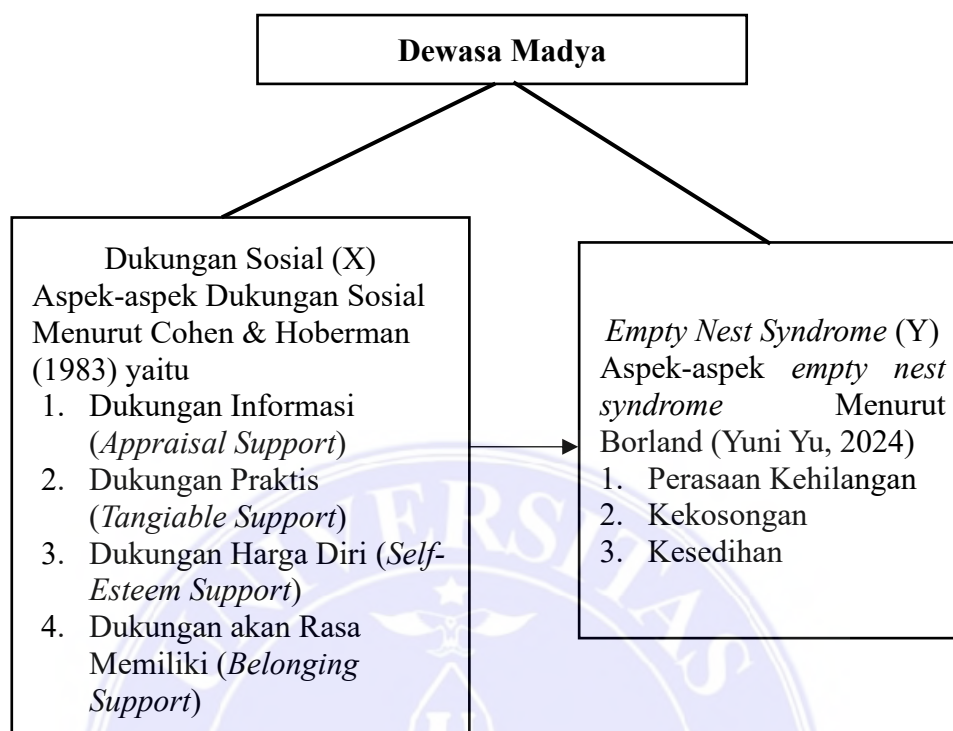 Dewasa Madya
Dukungan Sosial (X)
Aspek-aspek Dukungan Sosial
Menurut Cohen & Hoberman
(1983) yaitu
1. Dukungan Informasi
(Appraisal Support)
2. Dukungan Praktis
(Tangiable Support)
3. Dukungan Harga Diri (Self-
Esteem Support)
4. Dukungan akan Rasa
Memiliki (Belonging
Support)
Empty Nest Syndrome (Y)
Aspek-aspek empty nest
syndrome Menurut
Borland (Yuni Yu, 2024)
1. Perasaan Kehilangan
2. Kekosongan
3. Kesedihan
UNIVERSITAS